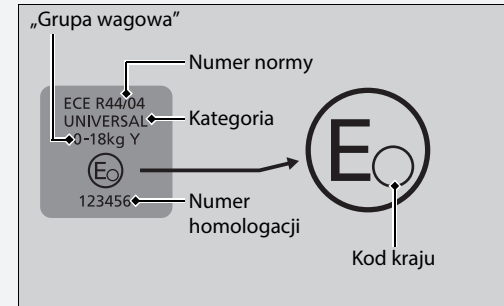 „Grupa wagowa”
Numer normy
ECE R44/04
UNIVERSAL
Kategoria
0-18kg Y
E
E
123456
Numer
homologacji
Kod kraju